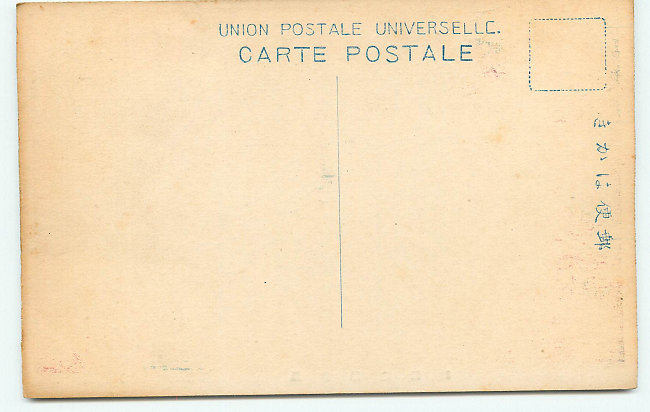 UNION POSTALE UNIVERSELLE.
CARTE POSTALE
郵便はかき